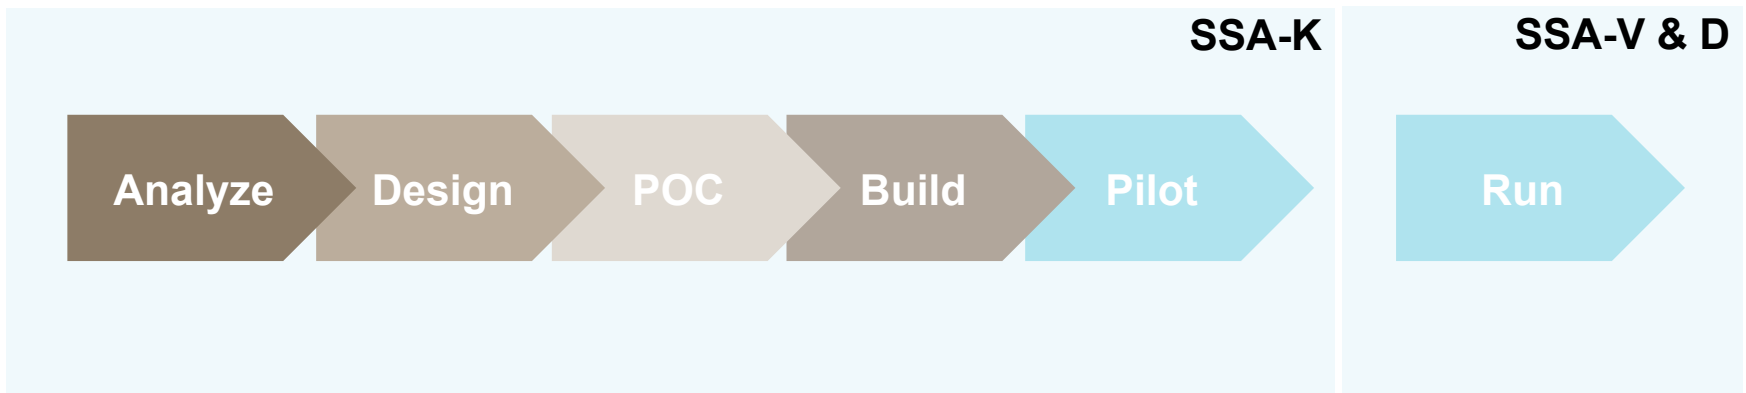 SSA-K
SSA-V & D
Analyze
Design
POC
Build
Pilot
Run